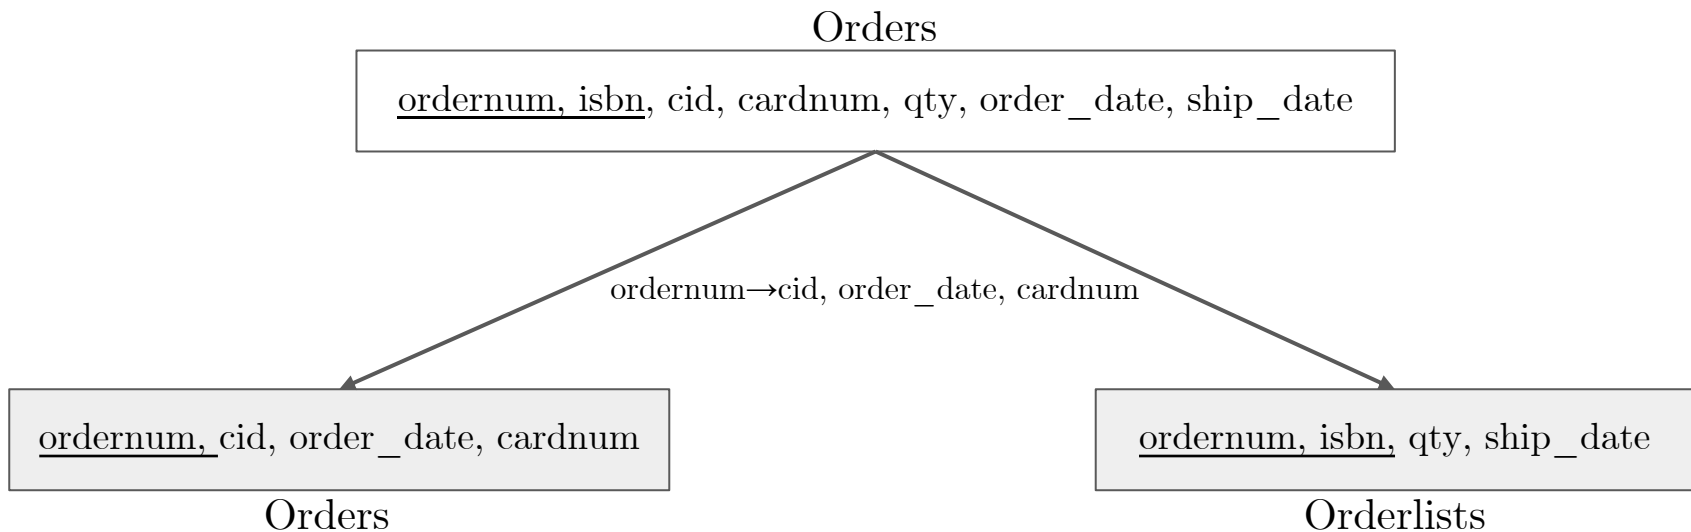 Orders
ordernum, isbn, cid, cardnum, qty, order_date, ship_date
ordernum→cid, order_date, cardnum
ordernum, cid, order_date, cardnum
ordernum, isbn, qty, ship_date
Orders
Orderlists